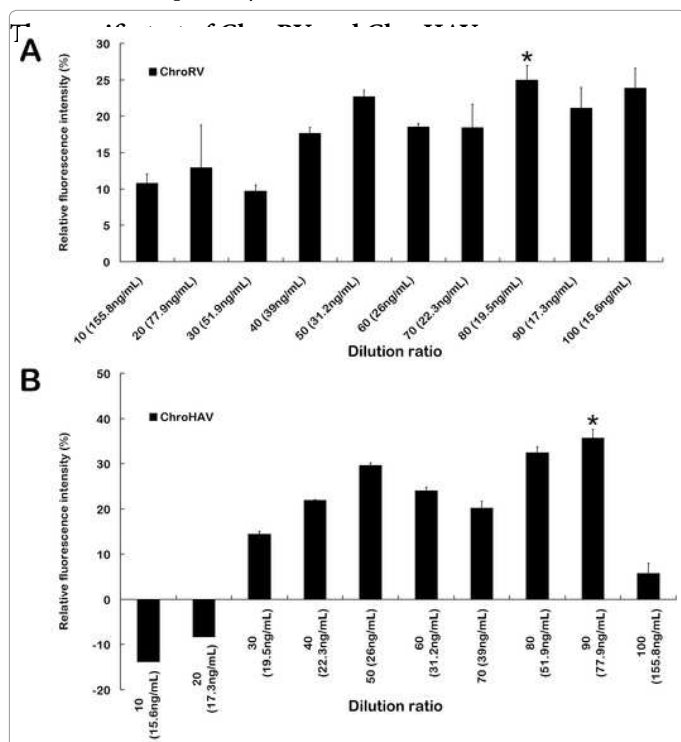 A
ChroRV
Relative fluorescence intensity (%)
30
25
20
15
10
5
0
*
10 (155.8ng/mL)
20 (77.9ng/mL)
30 (51.9ng/mL)
40 (39ng/mL)
50 (31.2ng/mL)
60 (26ng/mL)
70 (22.3ng/mL)
80 (19.5ng/mL)
90 (17.3ng/mL)
100 (15.6ng/mL)
Dilution ratio
B
ChroHAV
Relative fluorescence intensity (%)
50
40
30
20
10
0
-10
-20
*
10
(15.6ng/mL)
20
(17.3ng/mL)
30
(19.5ng/mL)
40
(22.3ng/mL)
50 (26ng/mL)
60
(31.2ng/mL)
70 (39ng/mL)
80
(51.9ng/mL)
90
(77.9ng/mL)
100
(155.8ng/mL)
Dilution ratio